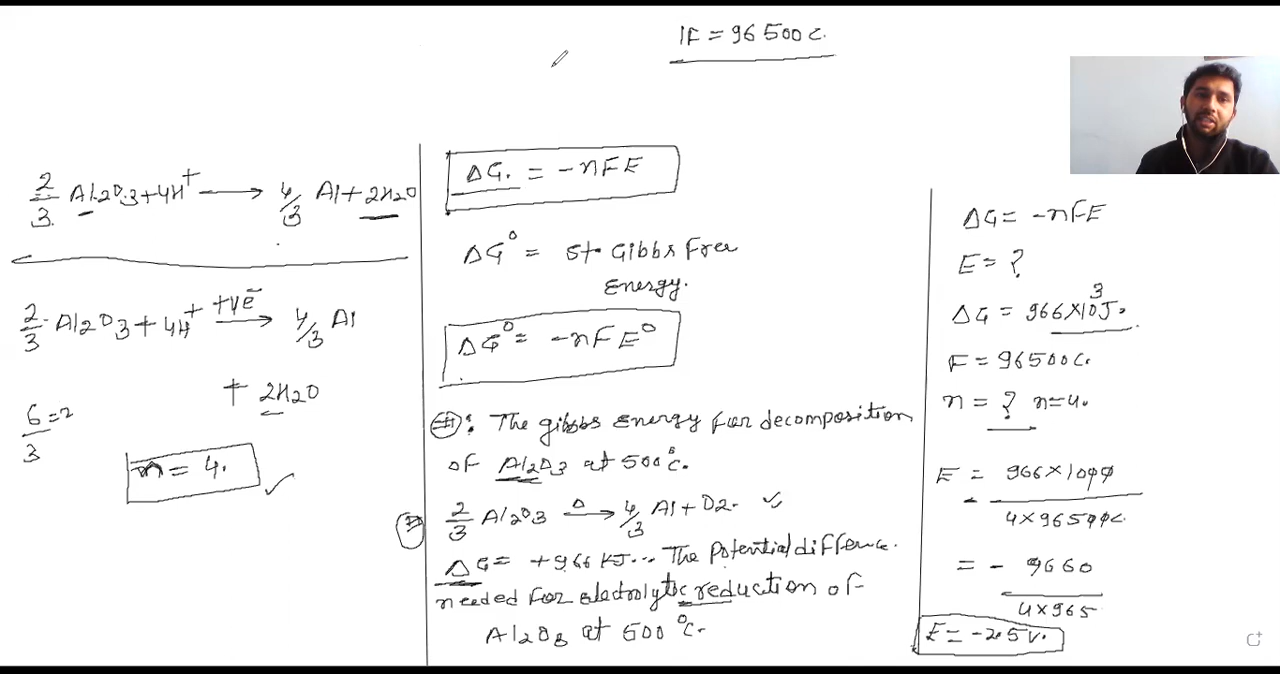 1F = 96500 C.
2/3 Al2O3 + 4H+ ⟶ 4/3 Al + 2H2O
2/3 Al2O3 + 4H+ +4e- ⟶ 4/3 Al
+ 2H2O
6/3 = 2
n = 4.
ΔG. = -nFE
ΔG° = St. Gibbs Free
Energy.
ΔG° = -nFE°
The gibbs energy for decomposition
of Al2O3 at 500°C.
2/3 Al2O3 Δ⟶ 4/3 Al + O2.
ΔG = +966 KJ... The Potential difference.
needed for electrolytic reduction of
Al2O3 at 500°C.
ΔG = -nFE
E = ?
ΔG = 966×10³J.
F = 96500C.
n = ? n=4.
E = 966×1000 / 4×96500C.
= - 9660 / 4×965
E = -2.5 V.